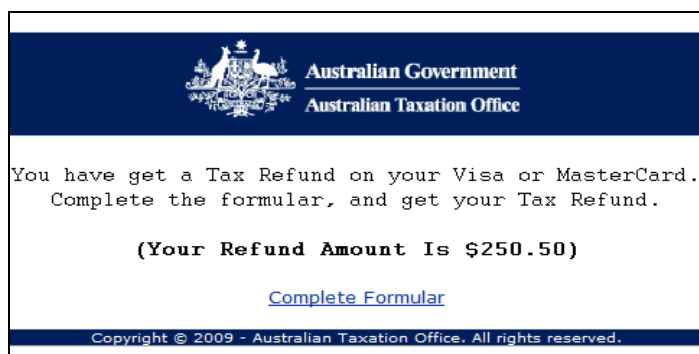 Australian Government
Australian Taxation Office
You have get a Tax Refund on your Visa or MasterCard.
Complete the formular, and get your Tax Refund.
(Your Refund Amount Is $250.50)
Complete Formular
Copyright © 2009 - Australian Taxation Office. All rights reserved.